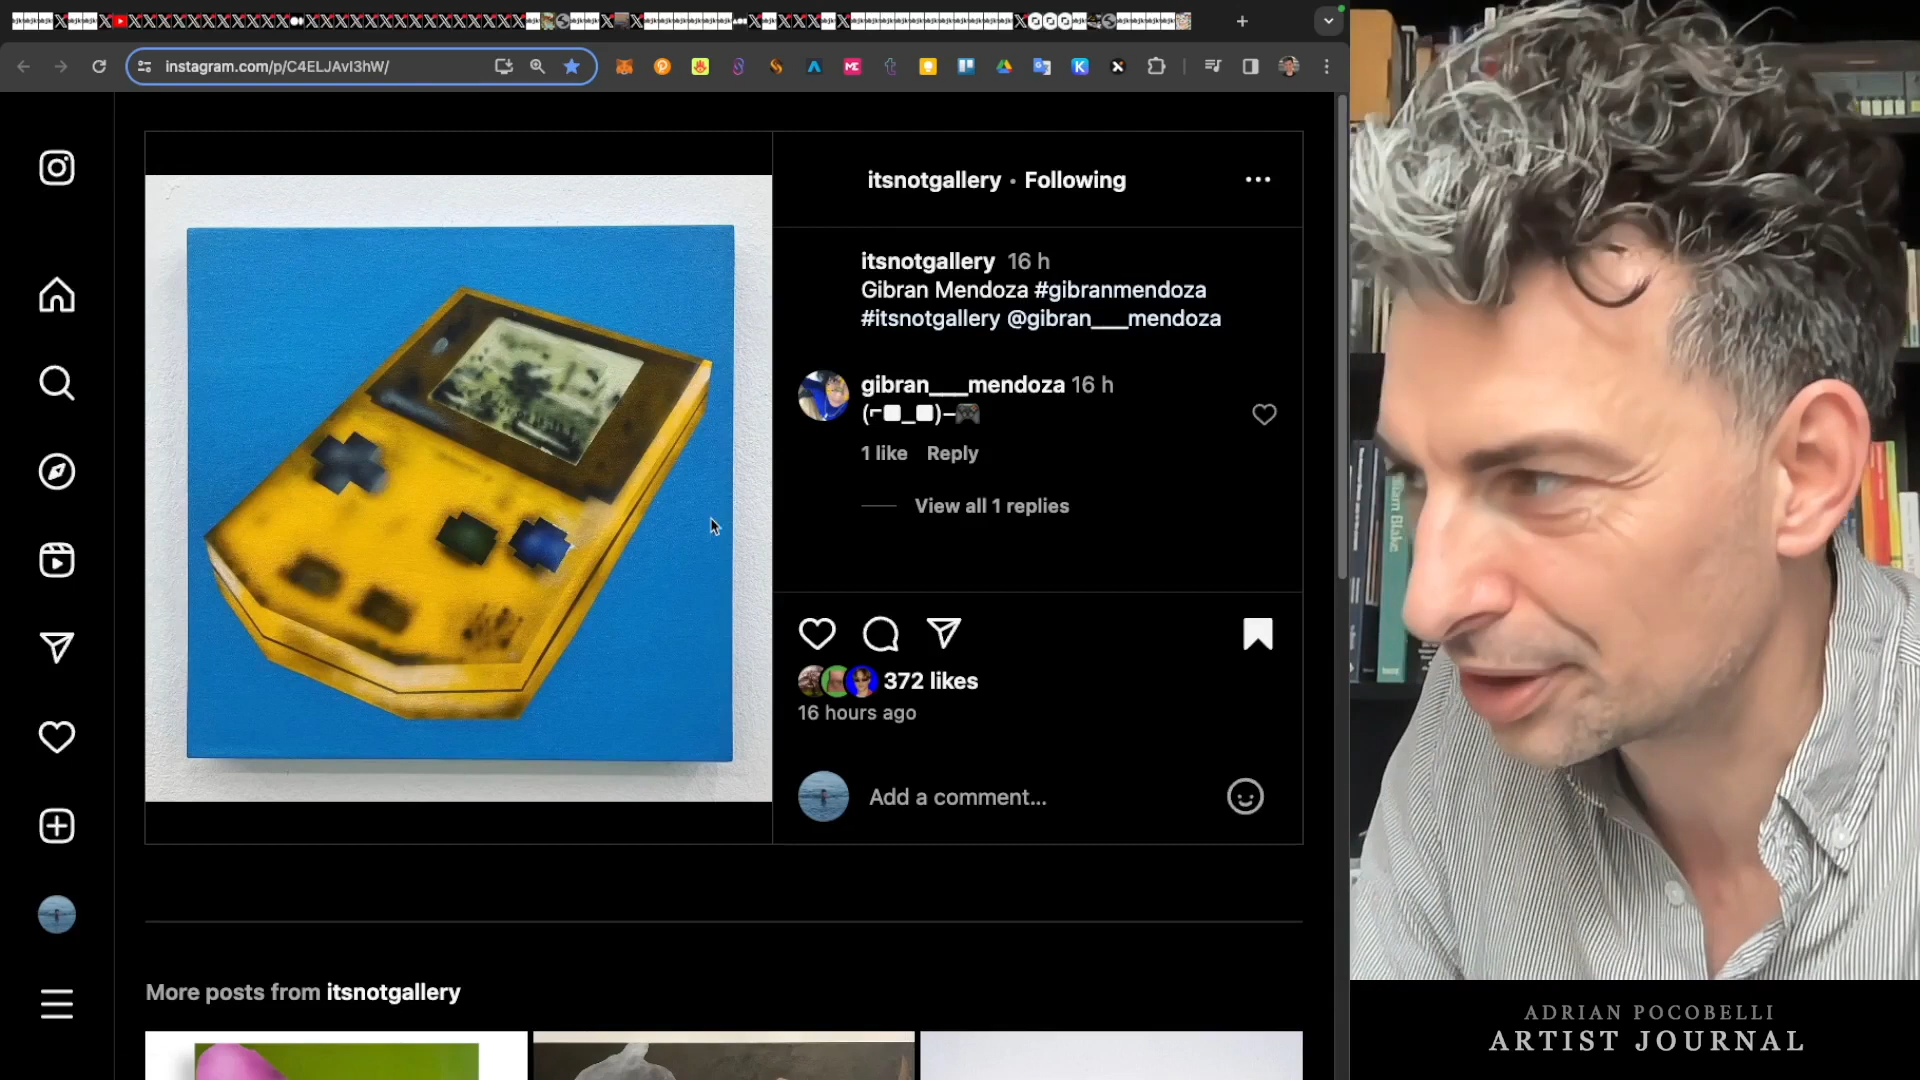 instagram.com/p/C4ELJAvI3hW/
itsnotgallery • Following
itsnotgallery 16 h
Gibran Mendoza #gibranmendoza
#itsnotgallery @gibran___mendoza
gibran___mendoza 16 h
(⌐■_■)–🎮
1 like Reply
View all 1 replies
372 likes
16 hours ago
Add a comment...
More posts from itsnotgallery
ADRIAN POCOBELLI
ARTIST JOURNAL